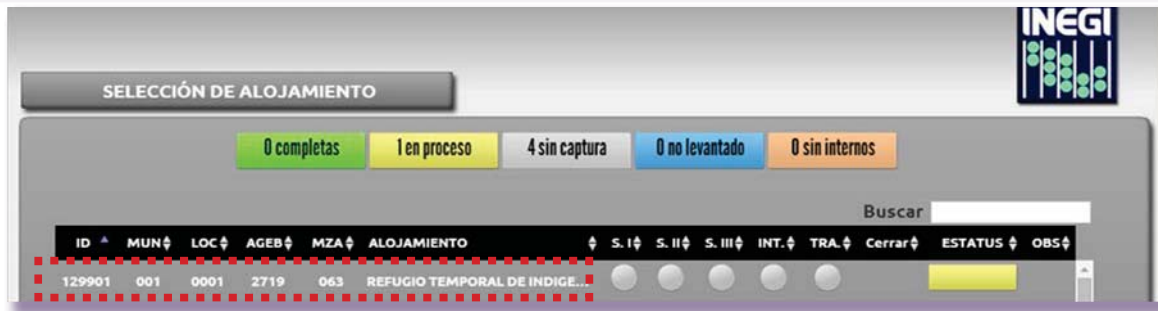 INEGI
SELECCIÓN DE ALOJAMIENTO
0 completas 1 en proceso 4 sin captura 0 no levantado 0 sin internos
Buscar
ID MUN LOC AGEB MZA ALOJAMIENTO S. I S. II S. III INT. TRA. Cerrar ESTATUS OBS
129901 001 0001 2719 063 REFUGIO TEMPORAL DE INDIGE...